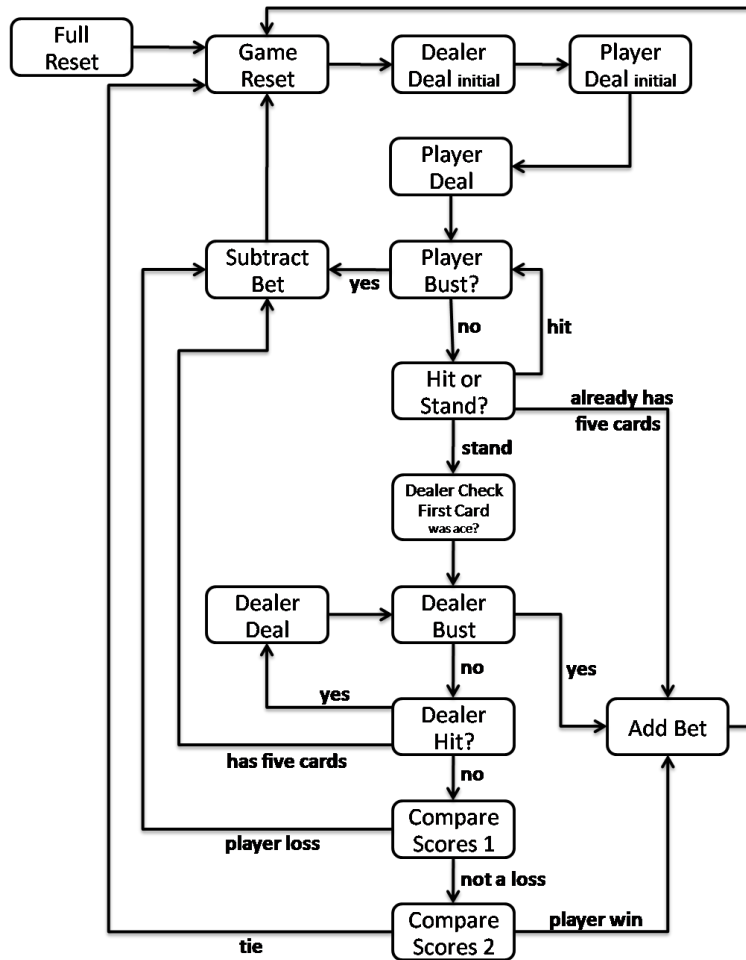 Full
Reset
Game
Reset
Dealer
Deal initial
Player
Deal initial
Player
Deal
Subtract
Bet
yes
Player
Bust?
no
hit
Hit or
Stand?
already has
five cards
stand
Dealer Check
First Card
was ace?
Dealer
Deal
Dealer
Bust
yes
no
yes
Dealer
Hit?
has five cards
Add Bet
no
Compare
Scores 1
player loss
not a loss
Compare
Scores 2
player win
tie